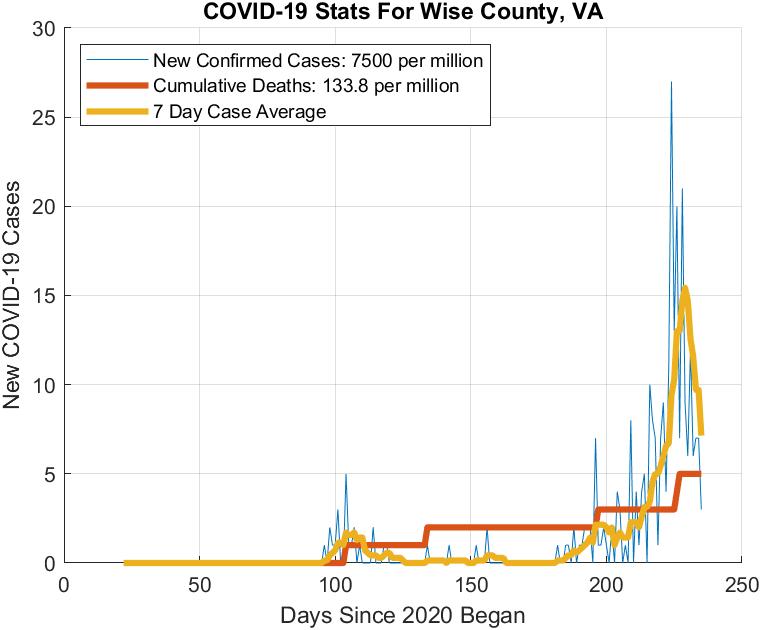 COVID-19 Stats For Wise County, VA
New Confirmed Cases: 7500 per million
Cumulative Deaths: 133.8 per million
7 Day Case Average
New COVID-19 Cases
30
25
20
15
10
5
0
0 50 100 150 200 250
Days Since 2020 Began